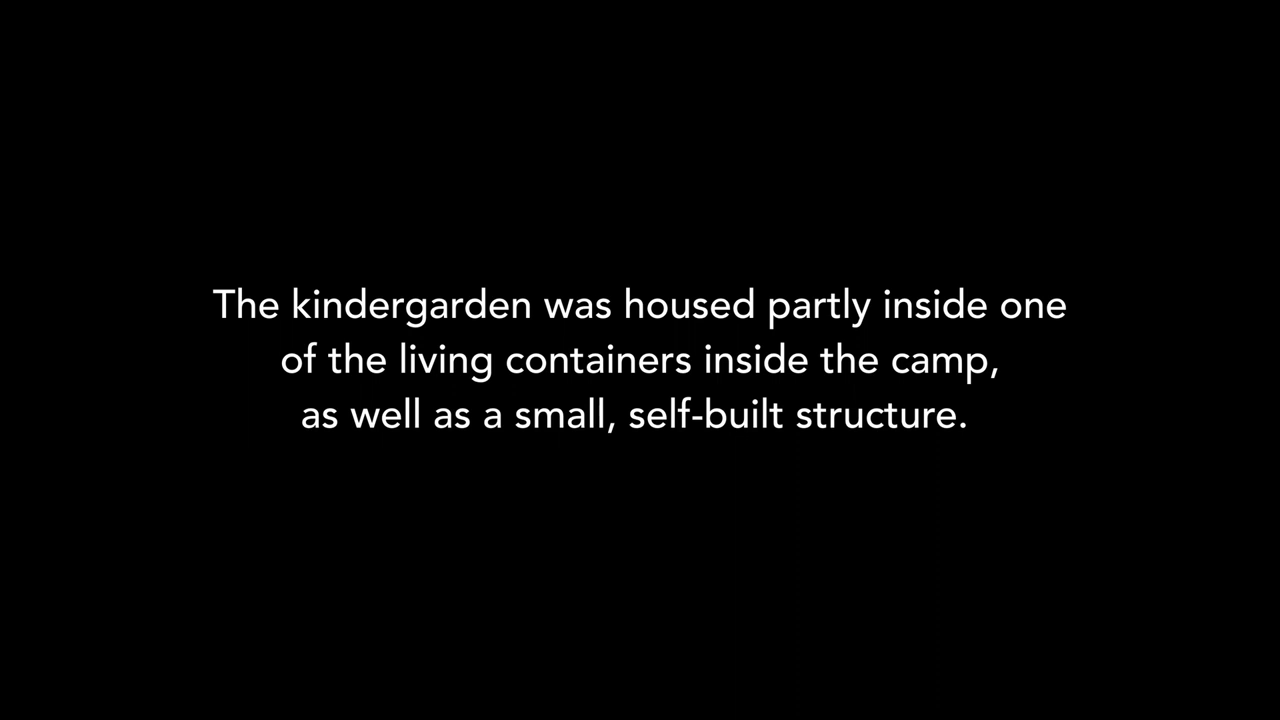 The kindergarden was housed partly inside one
of the living containers inside the camp,
as well as a small, self-built structure.